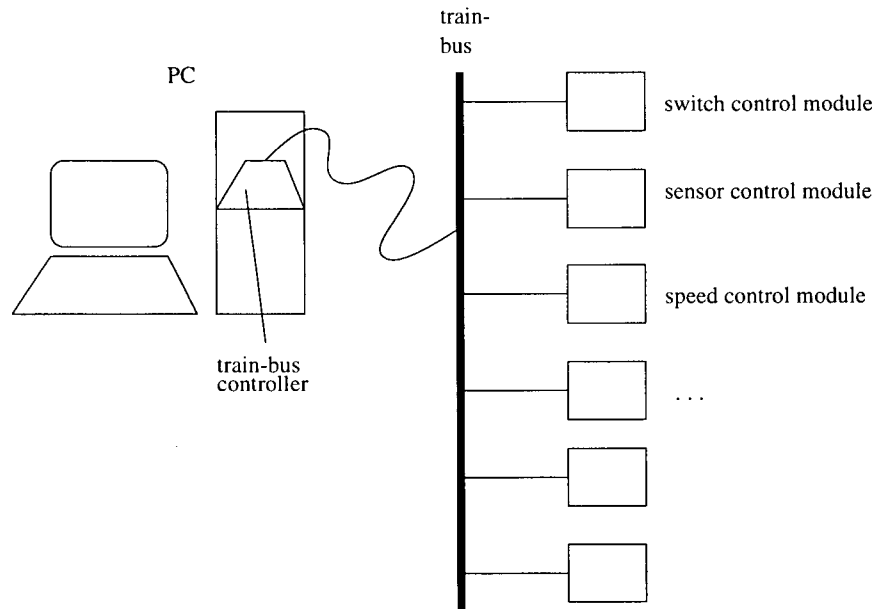 train-
bus
PC
switch control module
sensor control module
speed control module
train-bus
controller
...